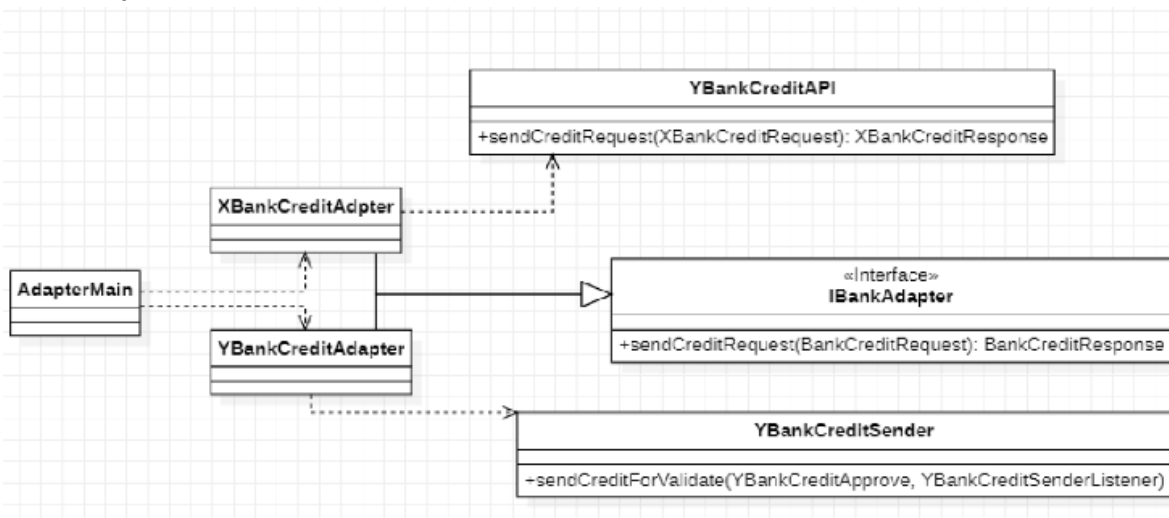 YBankCreditAPI
+sendCreditRequest(XBankCreditRequest): XBankCreditResponse
XBankCreditAdpter
AdapterMain
«Interface»
IBankAdapter
+sendCreditRequest(BankCreditRequest): BankCreditResponse
YBankCreditAdapter
YBankCreditSender
+sendCreditForValidate(YBankCreditApprove, YBankCreditSenderListener)